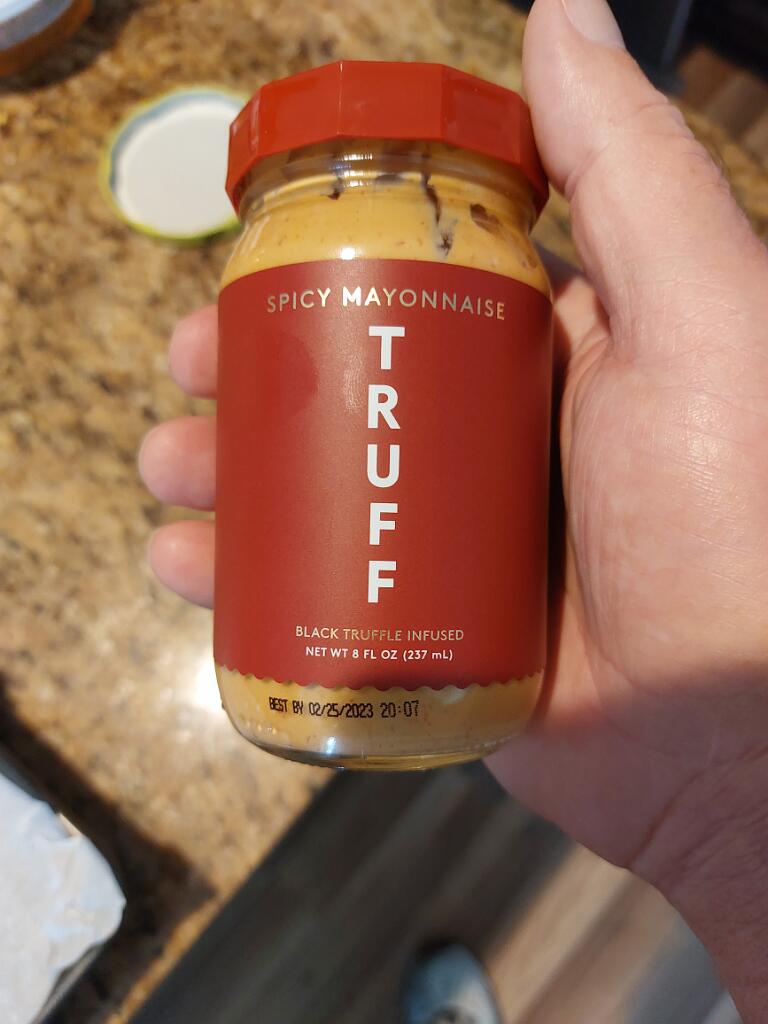 SPICY MAYONNAISE
TRUFF
BLACK TRUFFLE INFUSED
NET WT 8 FL OZ (237 mL)
BEST BY 02/25/2023 20:07